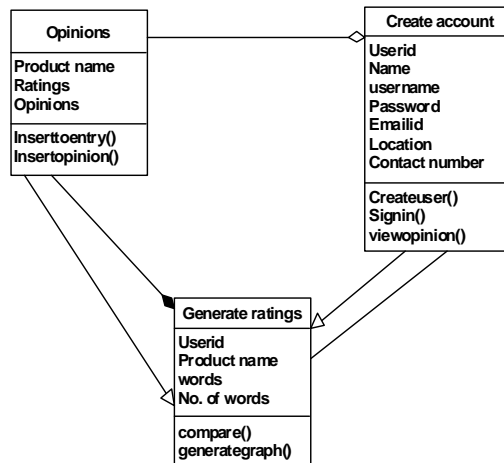 Opinions
Product name
Ratings
Opinions
Inserttoentry()
Insertopinion()
Create account
Userid
Name
username
Password
Emailid
Location
Contact number
Createuser()
Signin()
viewopinion()
Generate ratings
Userid
Product name
words
No. of words
compare()
generategraph()